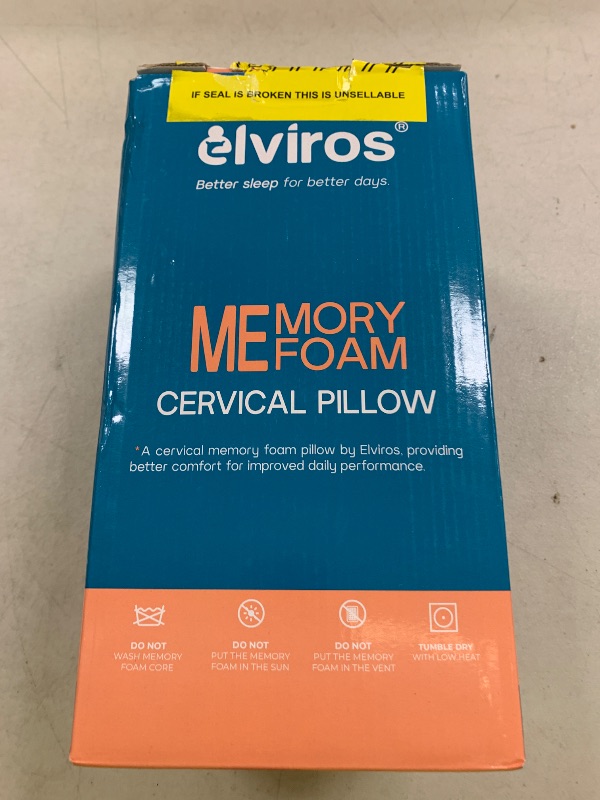 IF SEAL IS BROKEN THIS IS UNSELLABLE
elviros®
Better sleep for better days.
MEMORY
FOAM
CERVICAL PILLOW
*A cervical memory foam pillow by Elviros, providing
better comfort for improved daily performance.
DO NOT
WASH MEMORY
FOAM CORE
DO NOT
PUT THE MEMORY
FOAM IN THE SUN
DO NOT
PUT THE MEMORY
FOAM IN THE VENT
TUMBLE DRY
WITH LOW HEAT